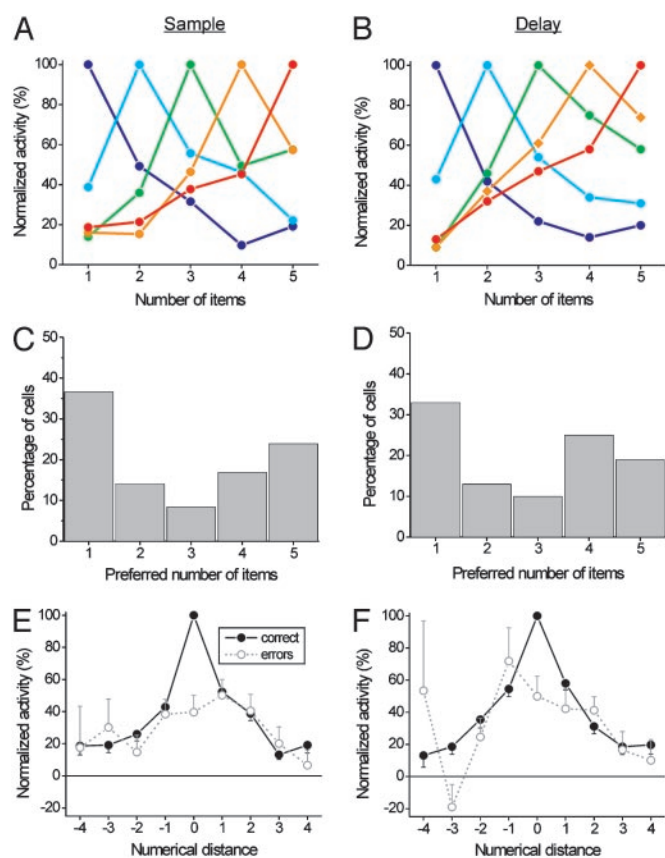 A
Sample
B
Delay
Normalized activity (%)
100
80
60
40
20
0
1 2 3 4 5
Number of items
Normalized activity (%)
100
80
60
40
20
0
1 2 3 4 5
Number of items
C
Percentage of cells
50
40
30
20
10
0
1 2 3 4 5
Preferred number of items
D
Percentage of cells
50
40
30
20
10
0
1 2 3 4 5
Preferred number of items
E
Normalized activity (%)
100
80
60
40
20
0
-20
correct
errors
-4 -3 -2 -1 0 1 2 3 4
Numerical distance
F
Normalized activity (%)
100
80
60
40
20
0
-20
-4 -3 -2 -1 0 1 2 3 4
Numerical distance